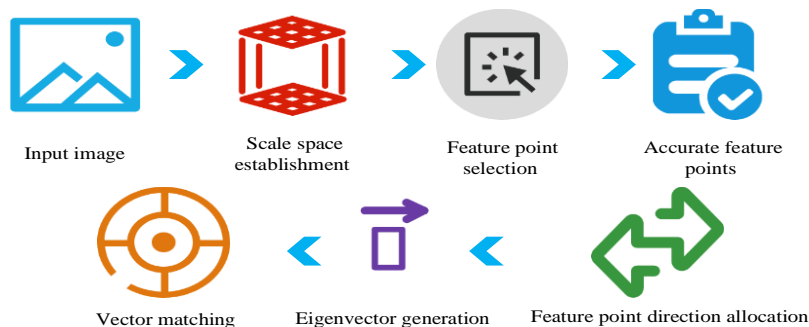 Input image
Scale space
establishment
Feature point
selection
Accurate feature
points
Vector matching
Eigenvector generation
Feature point direction allocation